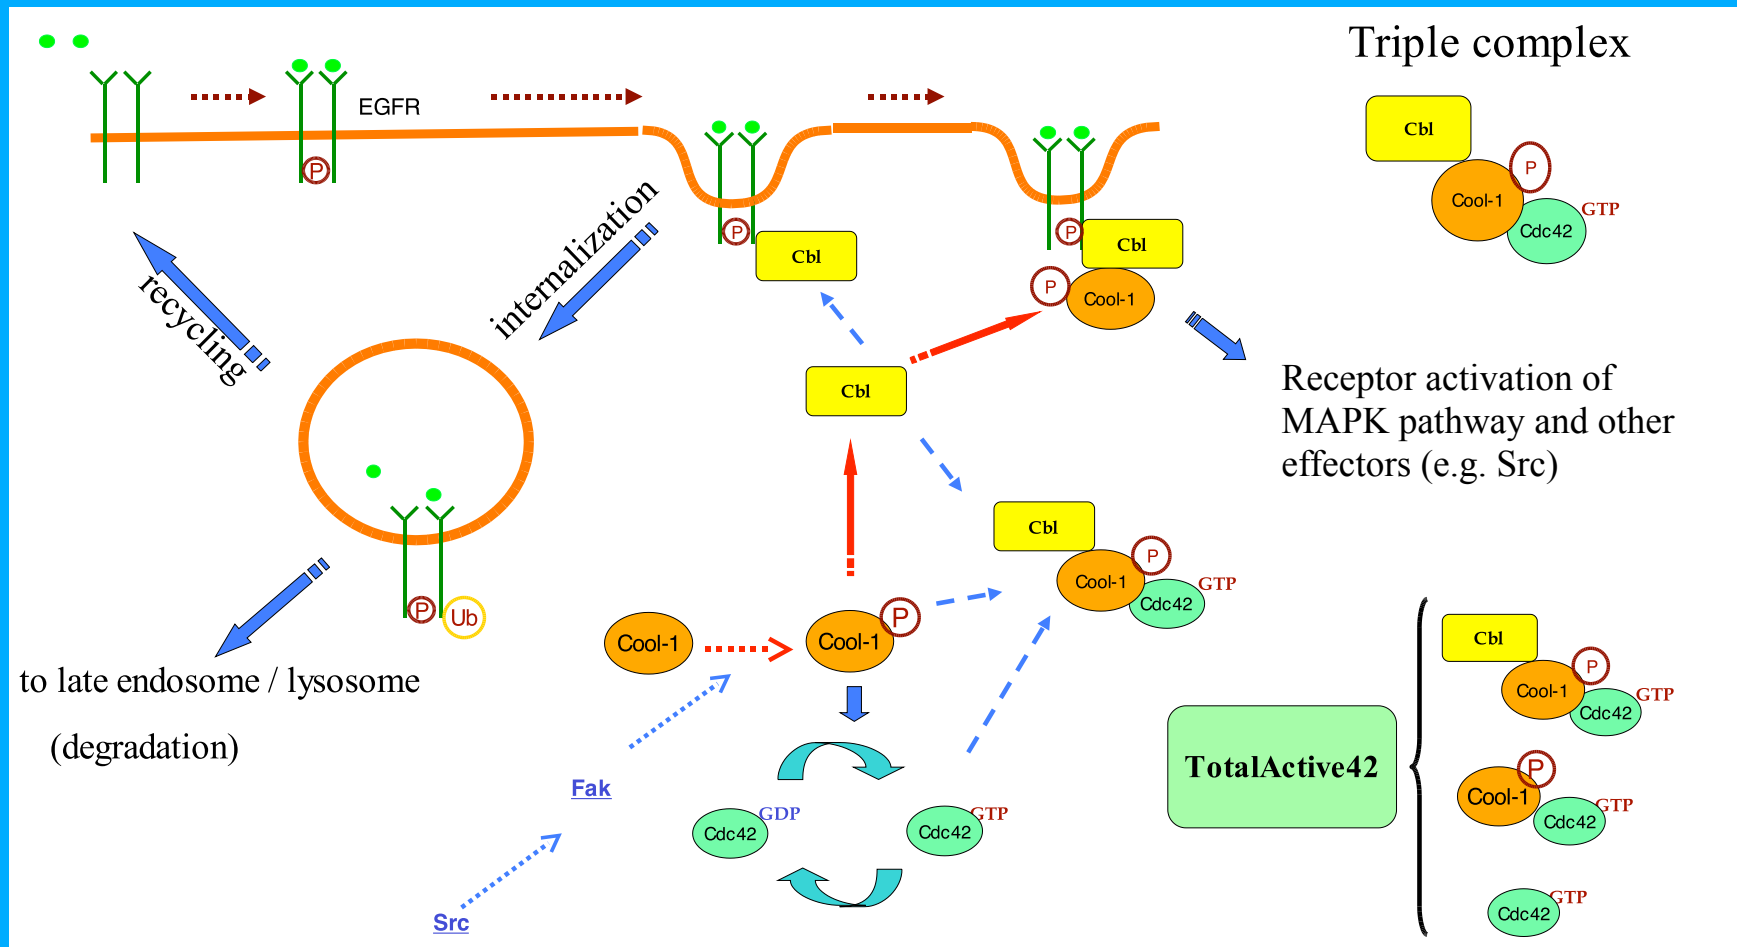 Triple complex
EGFR
P
Cbl
P
Cool-1
GTP
Cdc42
internalization
P
Cbl
P
Cbl
P
Cool-1
recycling
Receptor activation of
MAPK pathway and other
effectors (e.g. Src)
Cbl
Cbl
P
Cool-1
GTP
Cdc42
P
Ub
Cool-1
Cool-1
P
to late endosome / lysosome
(degradation)
Cbl
P
Cool-1
GTP
Cdc42
TotalActive42
P
Cool-1
GTP
Cdc42
Fak
Cdc42
GDP
Cdc42
GTP
GTP
Cdc42
Src